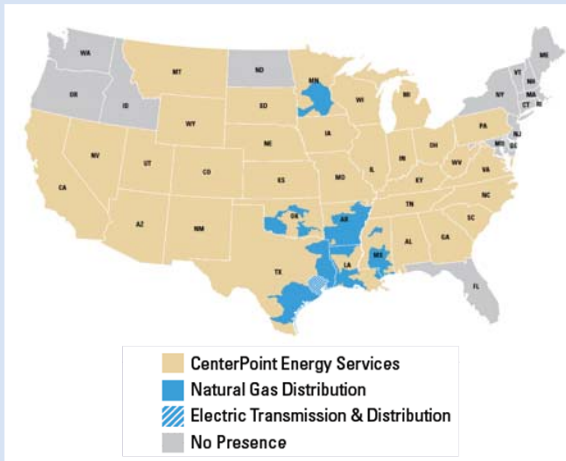 WA
MT
ND
MN
ME
VT
NH
OR
ID
SD
WI
MI
NY
MA
CT
RI
WY
IA
PA
NJ
NE
MD
DE
NV
UT
CO
IL
IN
OH
WV
VA
CA
KS
MO
KY
AZ
NM
OK
AR
TN
NC
SC
TX
LA
MS
AL
GA
FL
CenterPoint Energy Services
Natural Gas Distribution
Electric Transmission & Distribution
No Presence